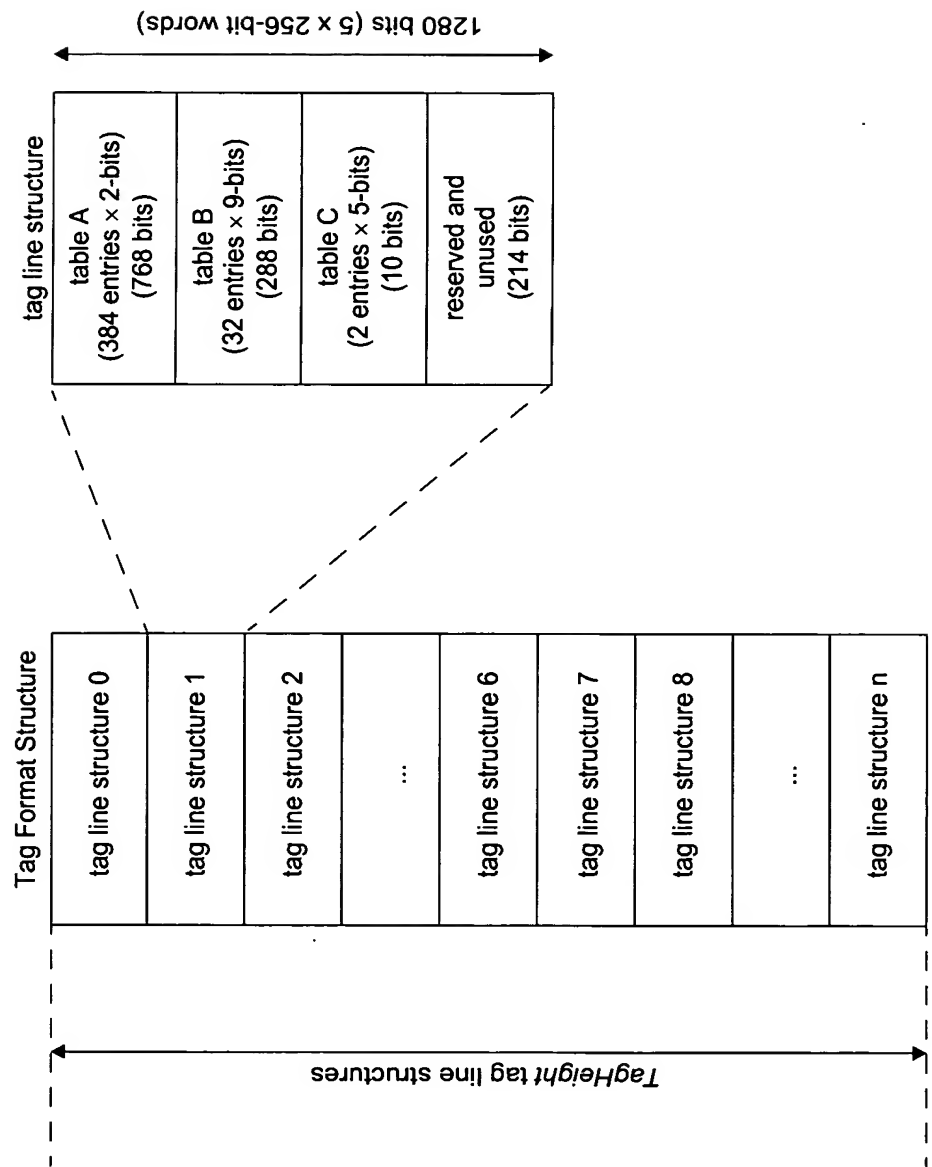 Tag Format Structure
tag line structure 0
tag line structure 1
tag line structure 2
...
tag line structure 6
tag line structure 7
tag line structure 8
...
tag line structure n
TagHeight tag line structures
tag line structure
table A
(384 entries × 2-bits)
(768 bits)
table B
(32 entries × 9-bits)
(288 bits)
table C
(2 entries × 5-bits)
(10 bits)
reserved and
unused
(214 bits)
1280 bits (5 x 256-bit words)